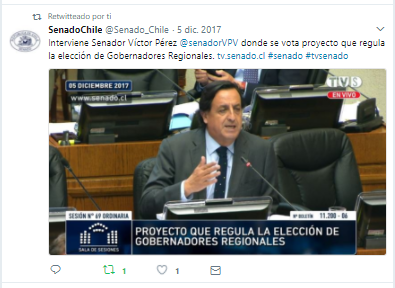 Retwitteado por ti
SenadoChile @Senado_Chile · 5 dic. 2017
Interviene Senador Víctor Pérez @senadorVPV donde se vota proyecto que regula
la elección de Gobernadores Regionales. tv.senado.cl #senado #tvsenado
05 DICIEMBRE 2017
www.senado.cl
EN VIVO
SESIÓN Nº 69 ORDINARIA
Nº BOLETÍN 11.200 - 06
SALA DE SESIONES
PROYECTO QUE REGULA LA ELECCIÓN DE
GOBERNADORES REGIONALES
1
1